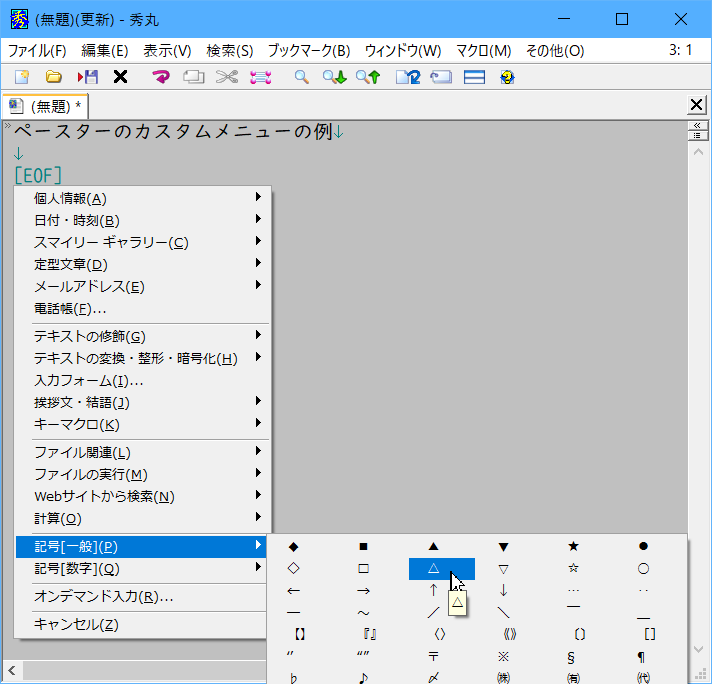 (無題)(更新) - 秀丸
ファイル(F) 編集(E) 表示(V) 検索(S) ブックマーク(B) ウィンドウ(W) マクロ(M) その他(O) 3: 1
(無題) *
ペースターのカスタムメニューの例↓
↓
[EOF]
個人情報(A)
日付・時刻(B)
スマイリー ギャラリー(C)
定型文章(D)
メールアドレス(E)
電話帳(F)...
テキストの修飾(G)
テキストの変換・整形・暗号化(H)
入力フォーム(I)...
挨拶文・結語(J)
キーマクロ(K)
ファイル関連(L)
ファイルの実行(M)
Webサイトから検索(N)
計算(O)
記号[一般](P)
記号[数字](Q)
オンデマンド入力(R)...
キャンセル(Z)
◆ ■ ▲ ▼ ★ ●
◇ □ △ ▽ ☆ ○
← → ↑ ↓ … ‥
― ～ ／ ＼ ￣ ＿
【】 『』 〈〉 《》 〔〕 []
‘’ “” 〒 ※ § ¶
♭ ♪ 〆 ㈱ ㈲ ㈹
△